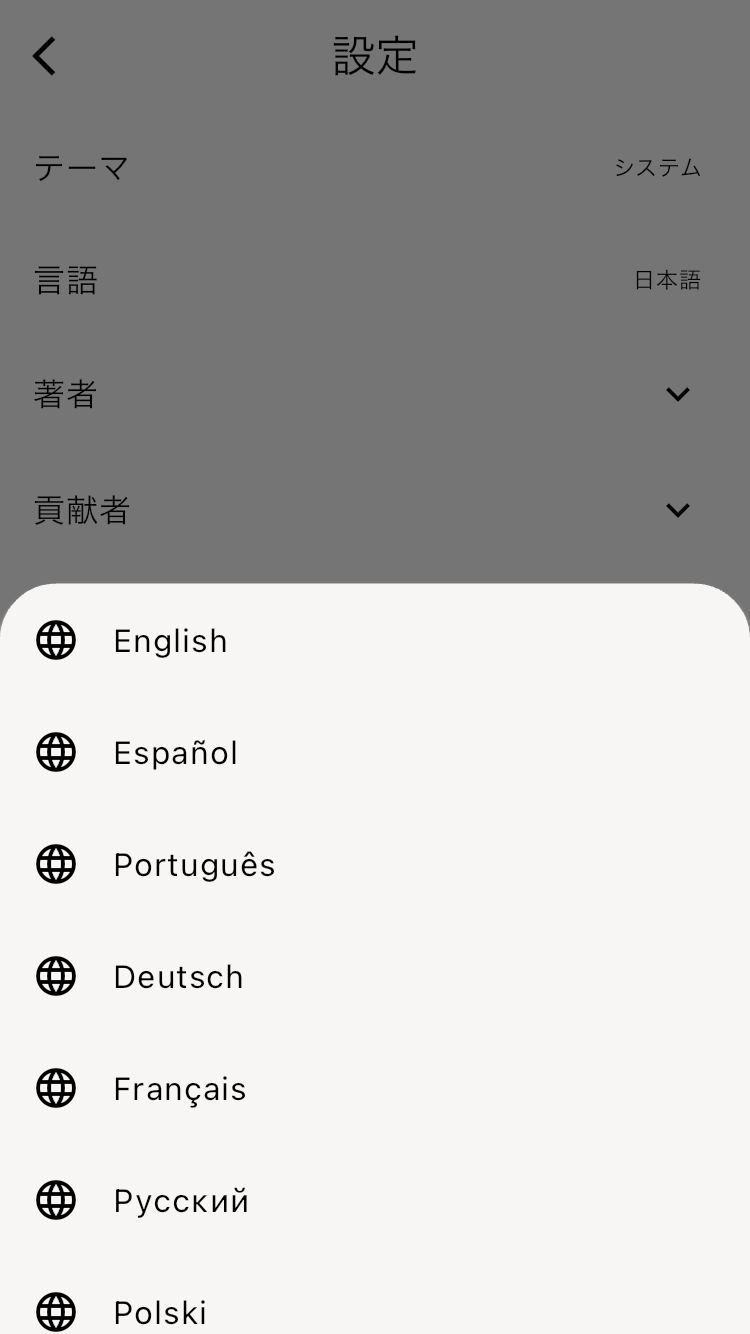 設定
テーマ システム
言語 日本語
著者
貢献者
English
Español
Português
Deutsch
Français
Русский
Polski